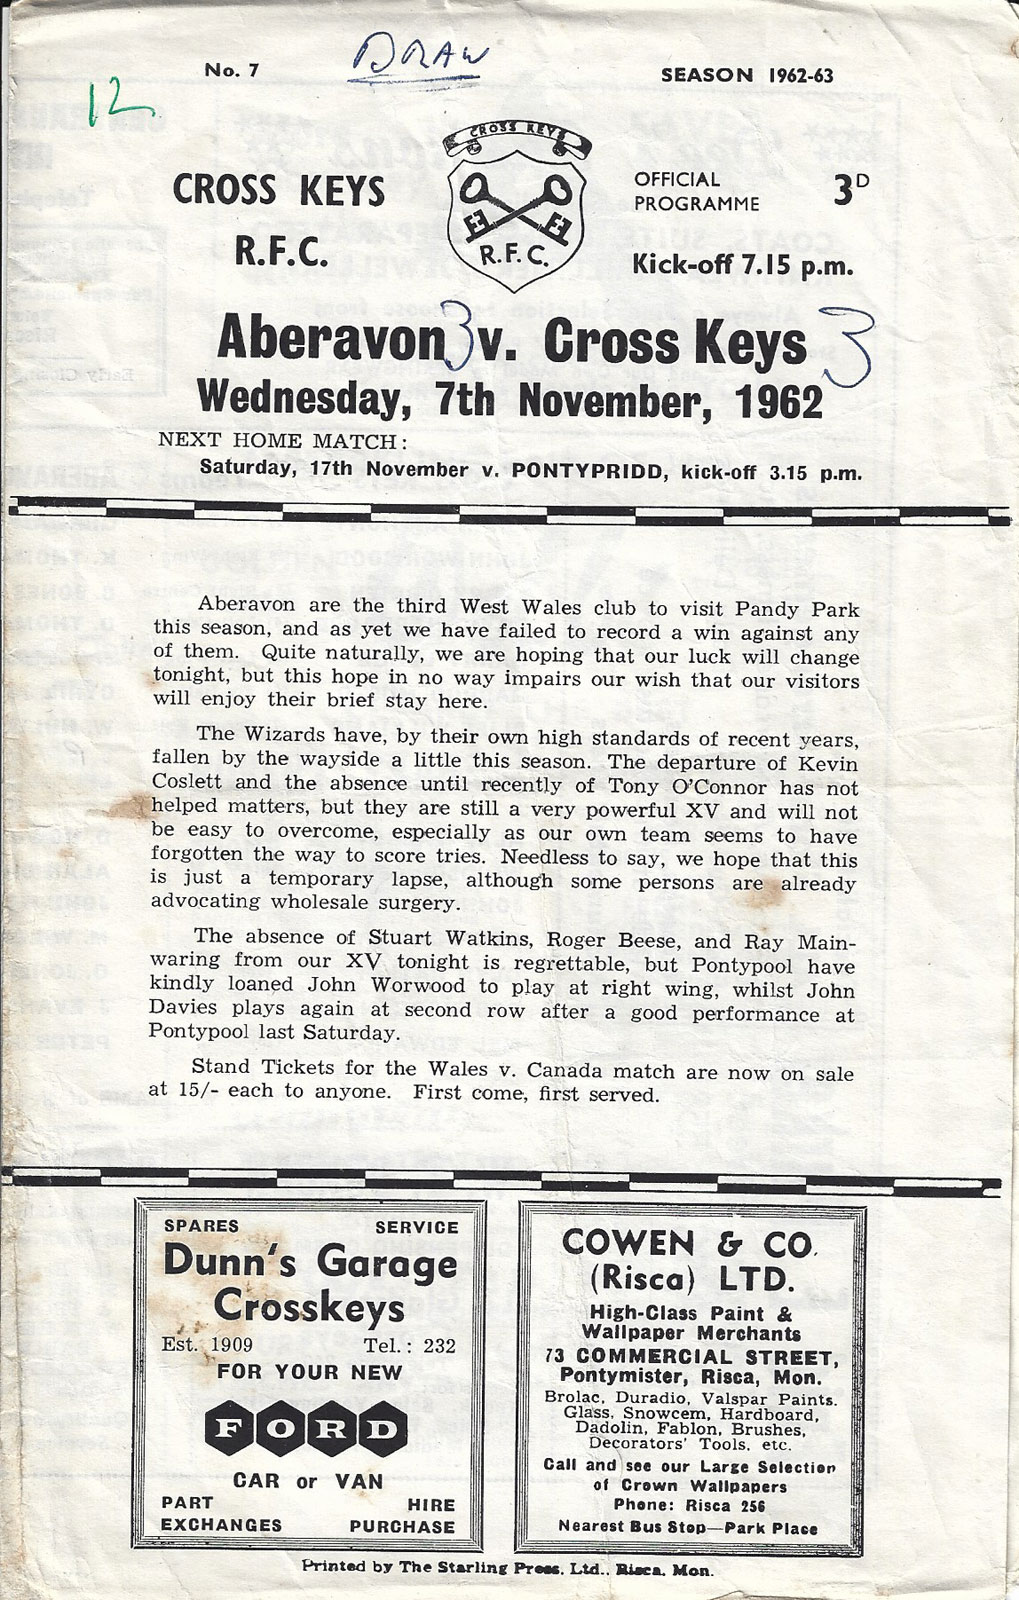 No. 7
DRAW
SEASON 1962-63
12
CROSS KEYS
CROSS KEYS
R.F.C.
R.F.C.
OFFICIAL
PROGRAMME
3D
Kick-off 7.15 p.m.
Aberavon 3 v. Cross Keys 3
Wednesday, 7th November, 1962
NEXT HOME MATCH:
Saturday, 17th November v. PONTYPRIDD, kick-off 3.15 p.m.
Aberavon are the third West Wales club to visit Pandy Park
this season, and as yet we have failed to record a win against any
of them. Quite naturally, we are hoping that our luck will change
tonight, but this hope in no way impairs our wish that our visitors
will enjoy their brief stay here.
The Wizards have, by their own high standards of recent years,
fallen by the wayside a little this season. The departure of Kevin
Coslett and the absence until recently of Tony O'Connor has not
helped matters, but they are still a very powerful XV and will not
be easy to overcome, especially as our own team seems to have
forgotten the way to score tries. Needless to say, we hope that this
is just a temporary lapse, although some persons are already
advocating wholesale surgery.
The absence of Stuart Watkins, Roger Beese, and Ray Main-
waring from our XV tonight is regrettable, but Pontypool have
kindly loaned John Worwood to play at right wing, whilst John
Davies plays again at second row after a good performance at
Pontypool last Saturday.
Stand Tickets for the Wales v. Canada match are now on sale
at 15/- each to anyone. First come, first served.
SPARES SERVICE
Dunn's Garage
Crosskeys
Est. 1909 Tel.: 232
FOR YOUR NEW
FORD
CAR or VAN
PART HIRE
EXCHANGES PURCHASE
COWEN & CO.
(Risca) LTD.
High-Class Paint &
Wallpaper Merchants
73 COMMERCIAL STREET,
Pontymister, Risca, Mon.
Brolac, Duradio, Valspar Paints.
Glass, Snowcem, Hardboard,
Dadolin, Fablon, Brushes,
Decorators' Tools, etc.
Call and see our Large Selection
of Crown Wallpapers
Phone: Risca 256
Nearest Bus Stop—Park Place
Printed by The Starling Press, Ltd., Risca, Mon.